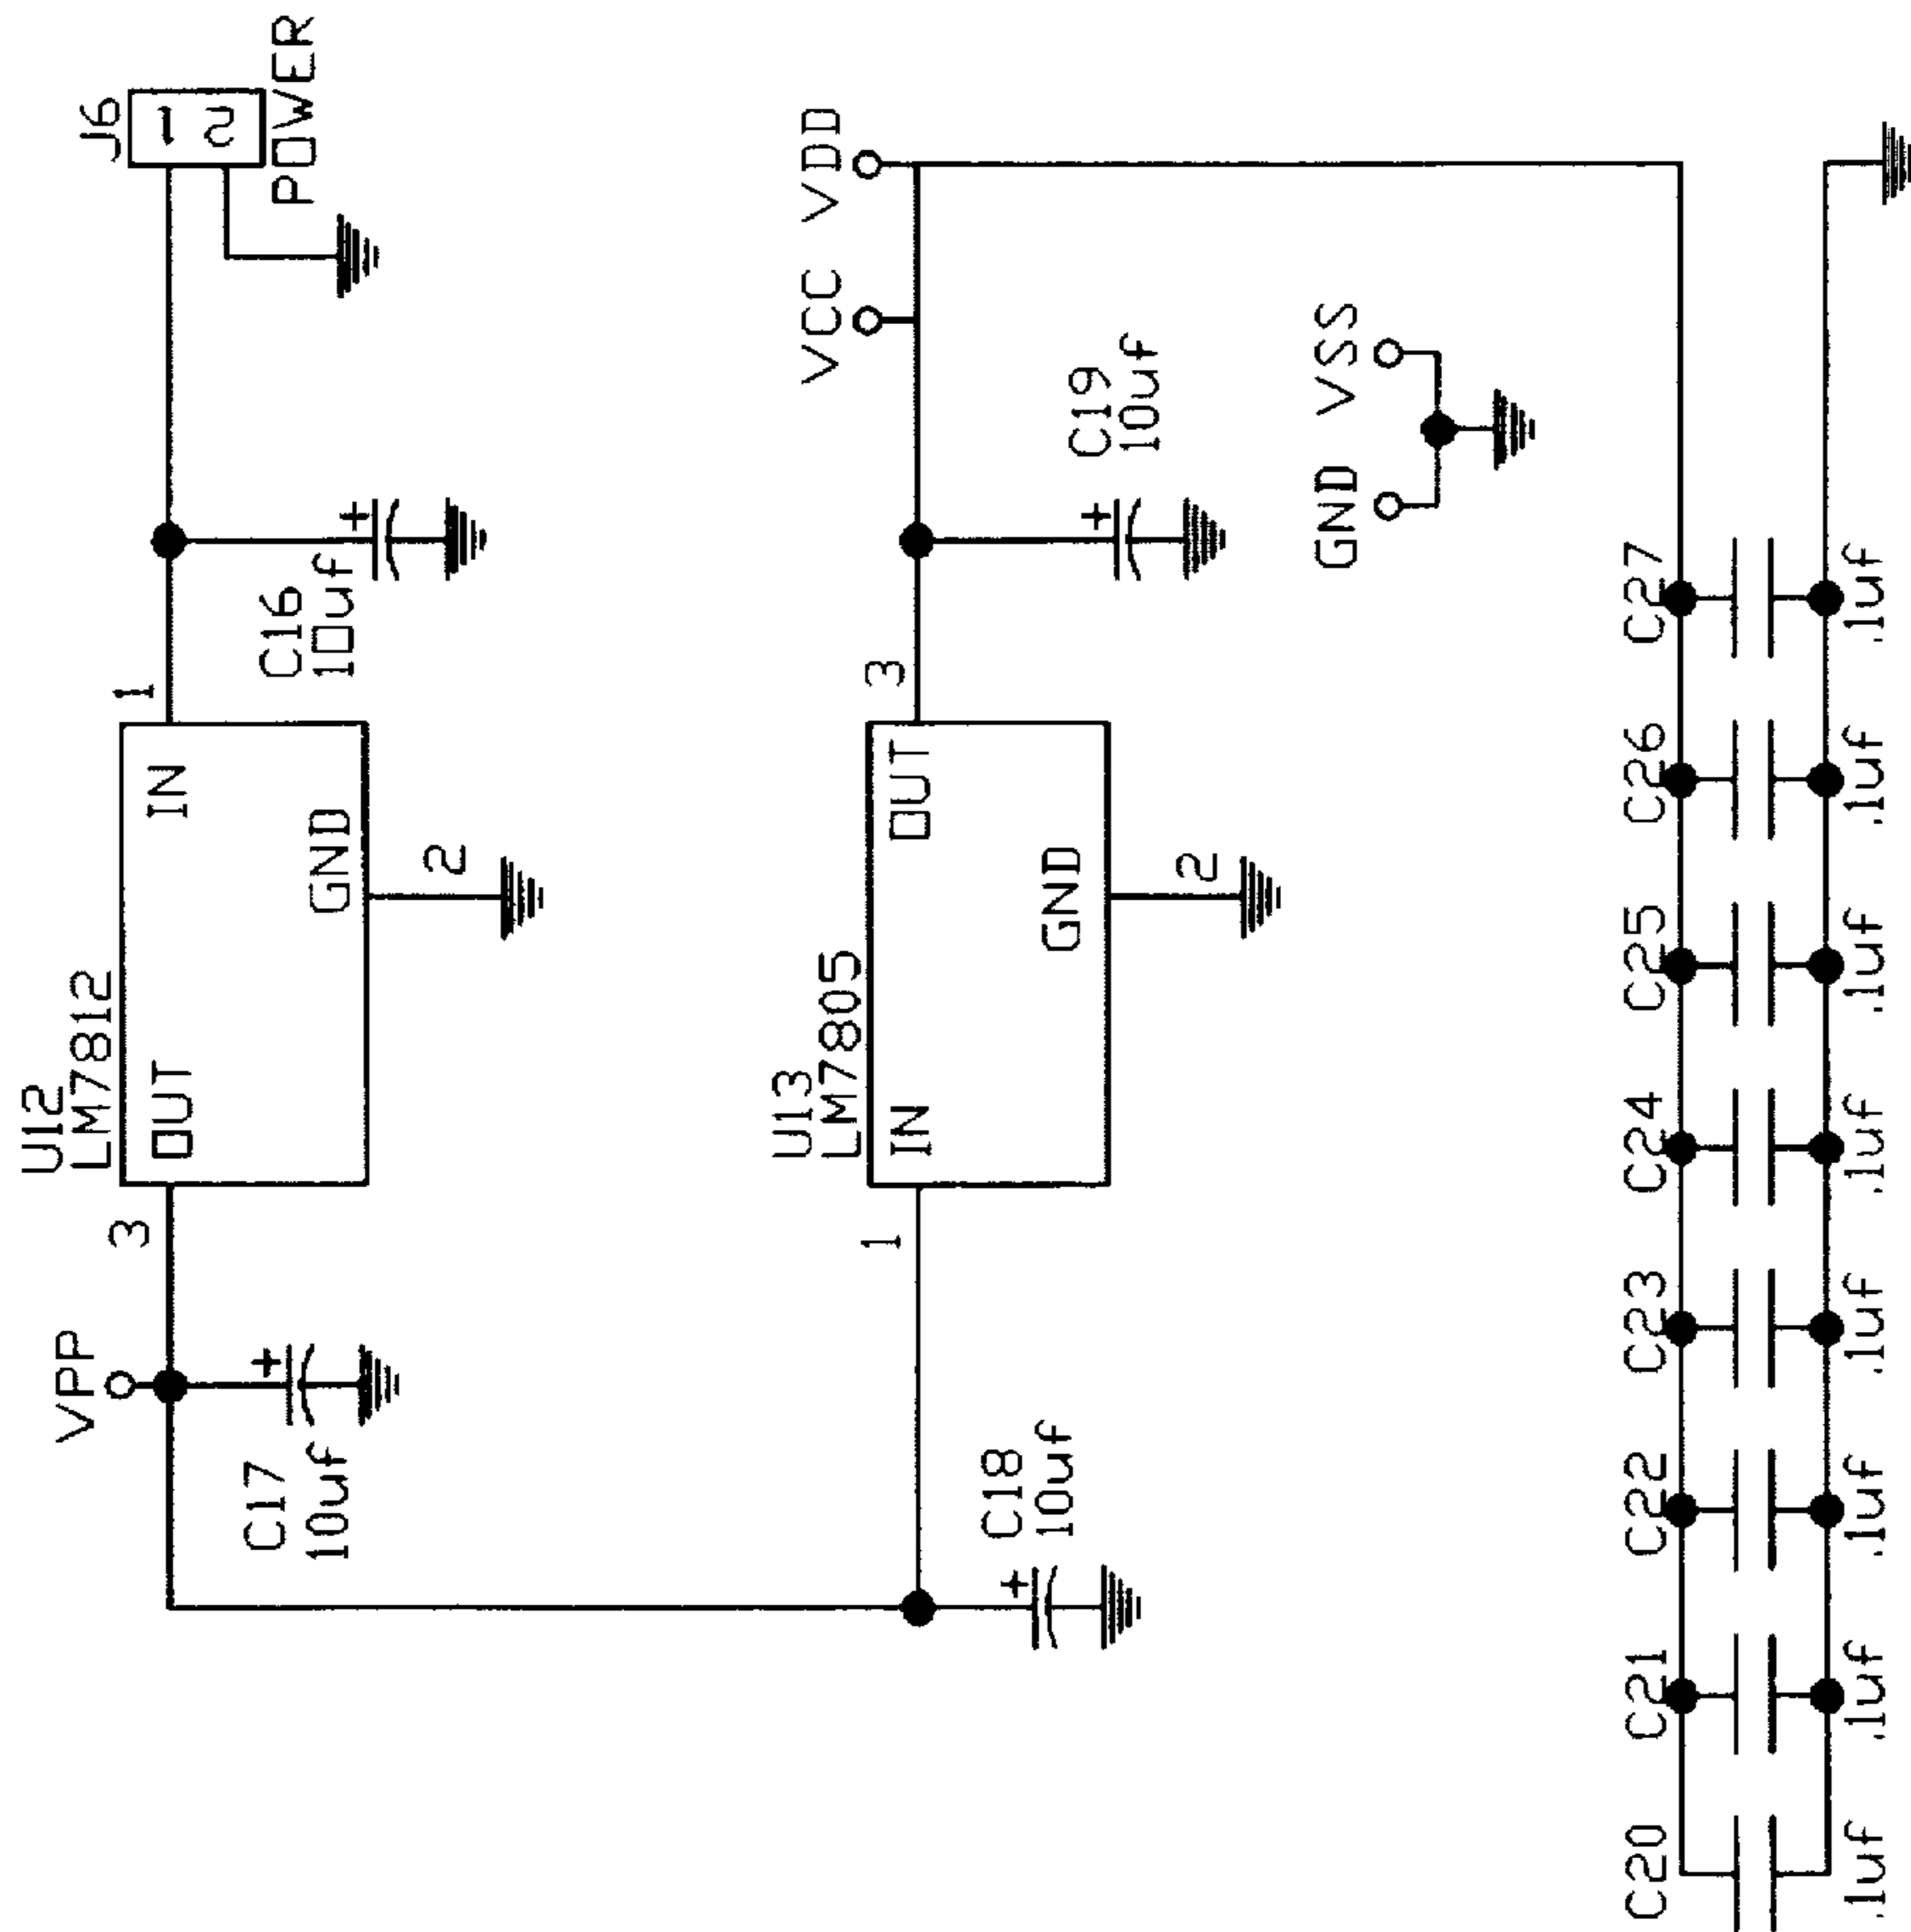 J6
1
2
POWER
C16
10uf
1
IN
GND
2
U12
LM7812
OUT
3
VPP
C17
10uf
VCC VDD
C19
10uf
3
OUT
GND
2
U13
LM7805
IN
1
C18
10uf
GND VSS
C20 C21 C22 C23 C24 C25 C26 C27
.1uf .1uf .1uf .1uf .1uf .1uf .1uf .1uf